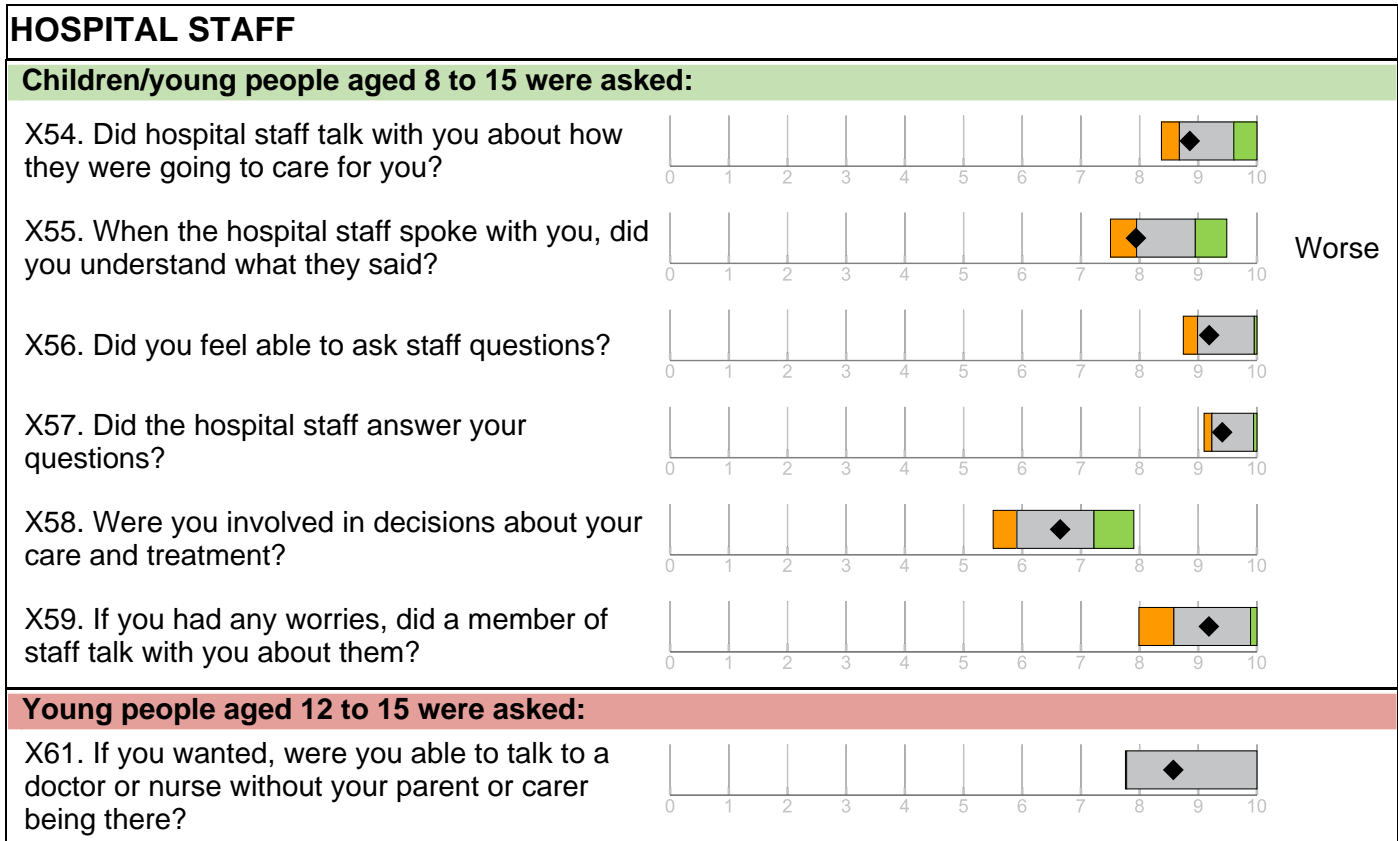 HOSPITAL STAFF
Children/young people aged 8 to 15 were asked:
X54. Did hospital staff talk with you about how
they were going to care for you?
0 1 2 3 4 5 6 7 8 9 10
X55. When the hospital staff spoke with you, did
you understand what they said?
0 1 2 3 4 5 6 7 8 9 10
Worse
X56. Did you feel able to ask staff questions?
0 1 2 3 4 5 6 7 8 9 10
X57. Did the hospital staff answer your
questions?
0 1 2 3 4 5 6 7 8 9 10
X58. Were you involved in decisions about your
care and treatment?
0 1 2 3 4 5 6 7 8 9 10
X59. If you had any worries, did a member of
staff talk with you about them?
0 1 2 3 4 5 6 7 8 9 10
Young people aged 12 to 15 were asked:
X61. If you wanted, were you able to talk to a
doctor or nurse without your parent or carer
being there?
0 1 2 3 4 5 6 7 8 9 10